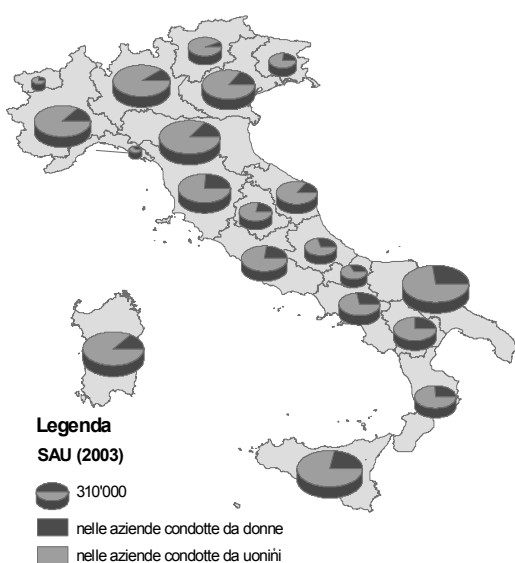 Legenda
SAU (2003)
310'000
nelle aziende condotte da donne
nelle aziende condotte da uonini